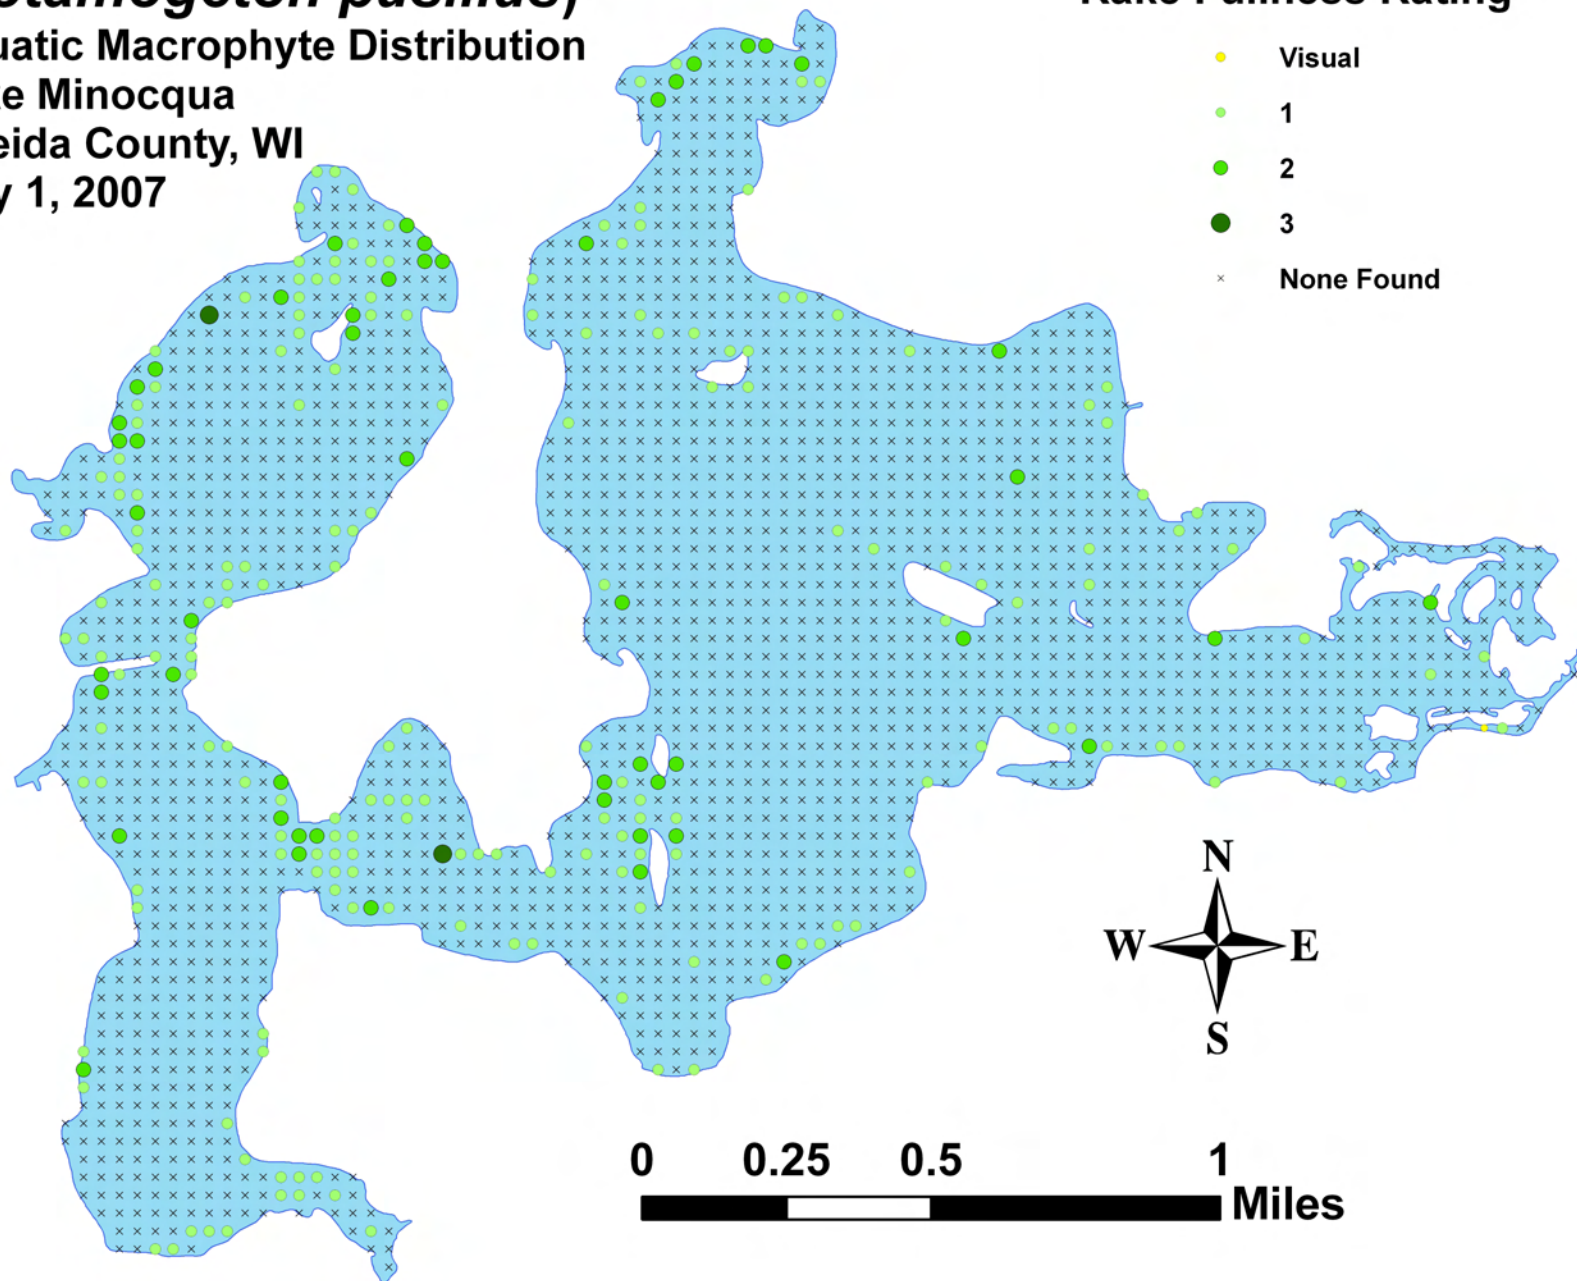 uatic Macrophyte Distribution
ke Minocqua
eida County, WI
y 1, 2007
Visual
1
2
3
None Found
N
W E
S
0 0.25 0.5 1
Miles